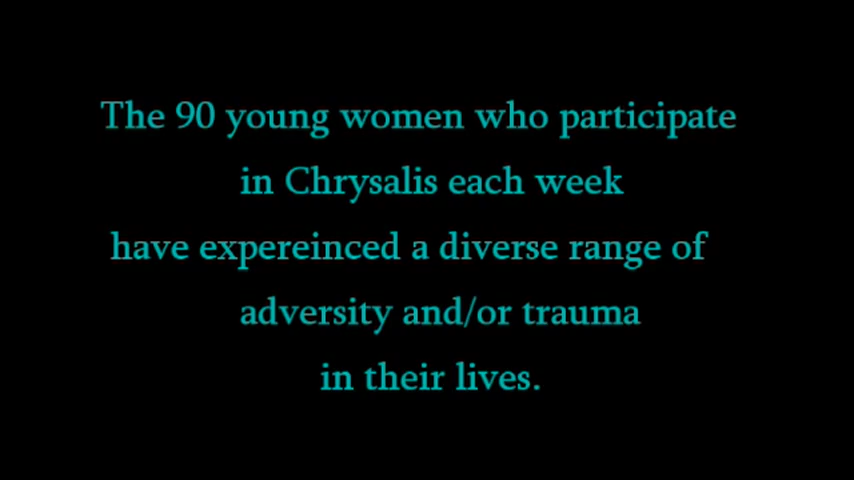 The 90 young women who participate
in Chrysalis each week
have expereinced a diverse range of
adversity and/or trauma
in their lives.